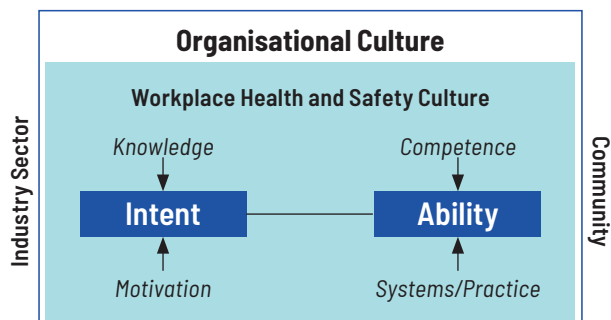 Organisational Culture
Workplace Health and Safety Culture
Industry Sector
Knowledge
Competence
Intent
Ability
Motivation
Systems/Practice
Community